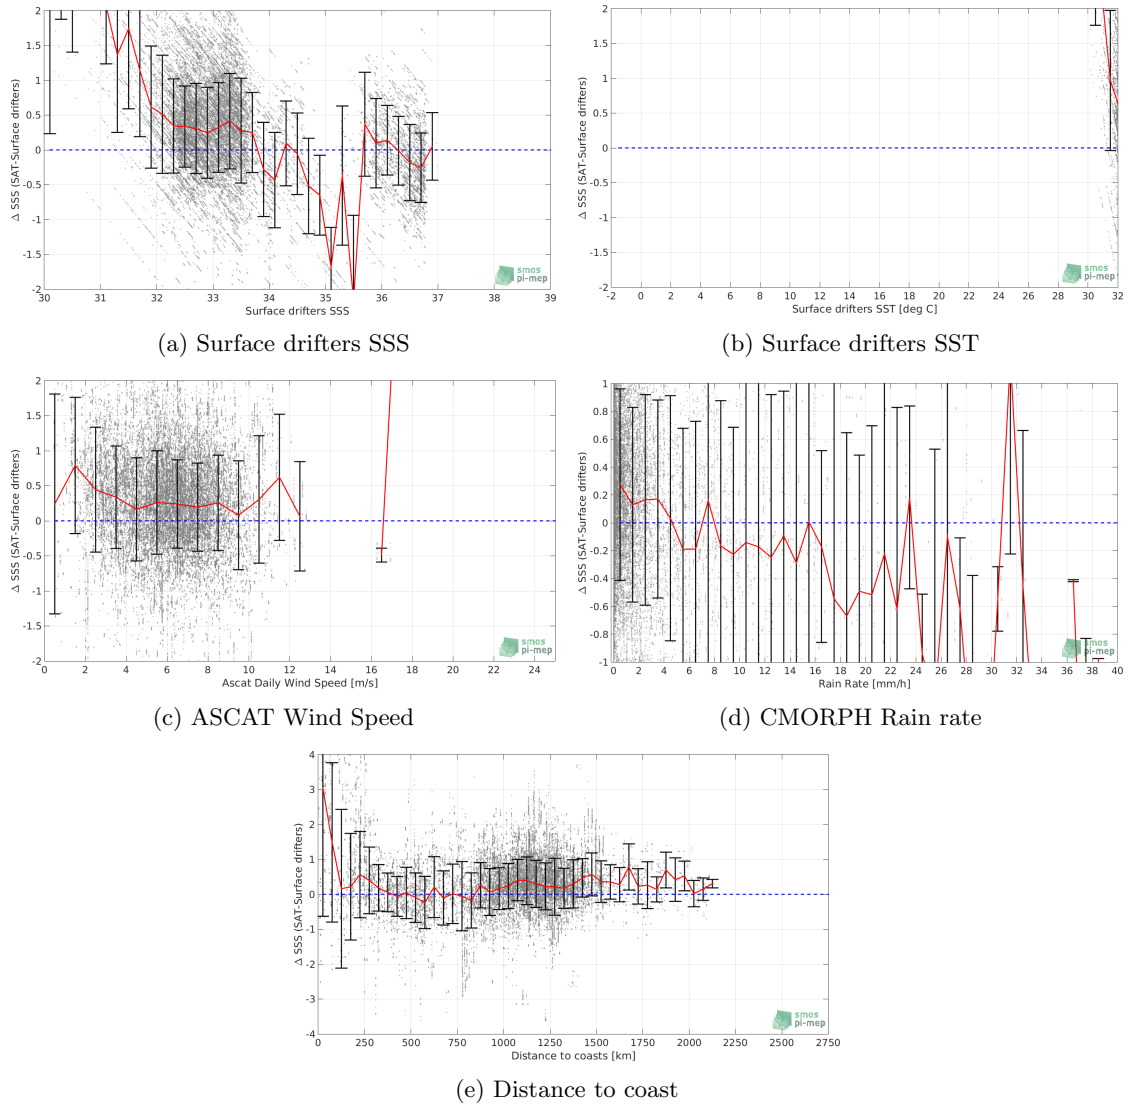 Δ SSS (SAT-Surface drifters)
2
1.5
1
0.5
0
-0.5
-1
-1.5
-2
30 31 32 33 34 35 36 37 38 39
Surface drifters SSS
smos
pi-mep
(a) Surface drifters SSS
Δ SSS (SAT-Surface drifters)
2
1.5
1
0.5
0
-0.5
-1
-1.5
-2
-2 0 2 4 6 8 10 12 14 16 18 20 22 24 26 28 30 32
Surface drifters SST [deg C]
smos
pi-mep
(b) Surface drifters SST
Δ SSS (SAT-Surface drifters)
2
1.5
1
0.5
0
-0.5
-1
-1.5
-2
0 2 4 6 8 10 12 14 16 18 20 22 24
Ascat Daily Wind Speed [m/s]
smos
pi-mep
(c) ASCAT Wind Speed
Δ SSS (SAT-Surface drifters)
1
0.8
0.6
0.4
0.2
0
-0.2
-0.4
-0.6
-0.8
-1
0 2 4 6 8 10 12 14 16 18 20 22 24 26 28 30 32 34 36 38 40
Rain Rate [mm/h]
smos
pi-mep
(d) CMORPH Rain rate
Δ SSS (SAT-Surface drifters)
4
3
2
1
0
-1
-2
-3
-4
0 250 500 750 1000 1250 1500 1750 2000 2250 2500 2750
Distance to coasts [km]
smos
pi-mep
(e) Distance to coast